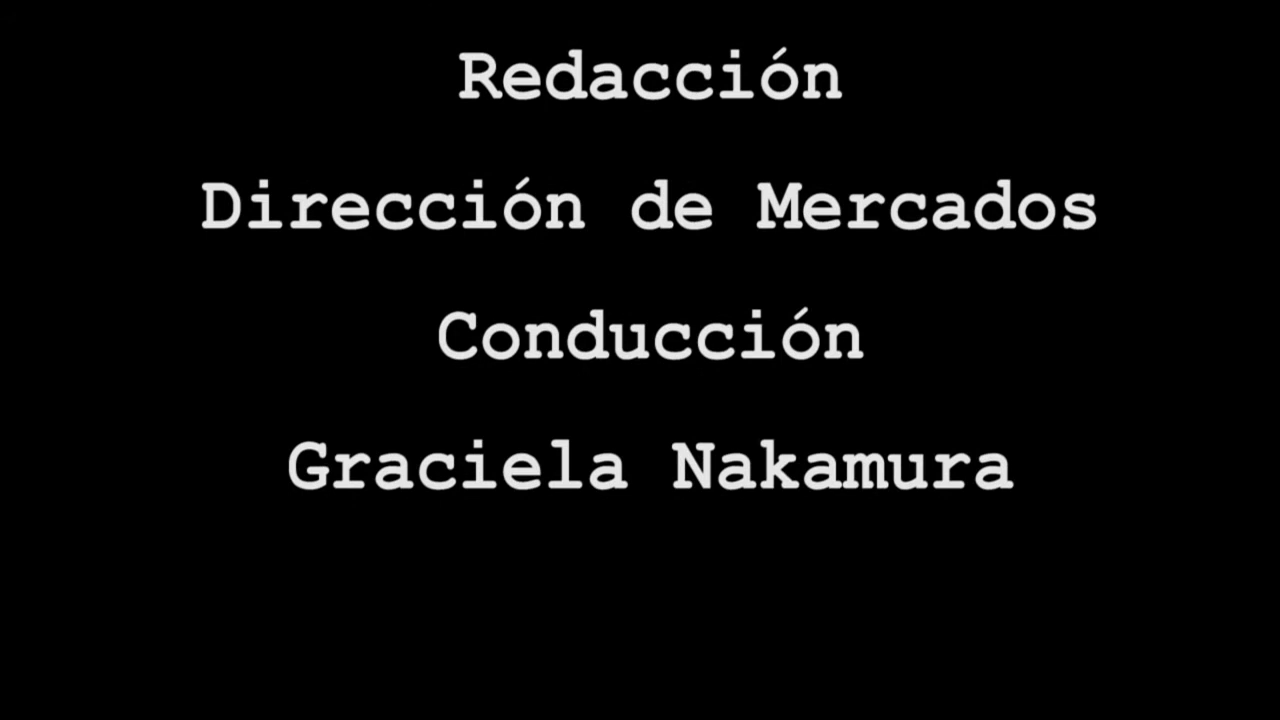 Redacción
Dirección de Mercados
Conducción
Graciela Nakamura